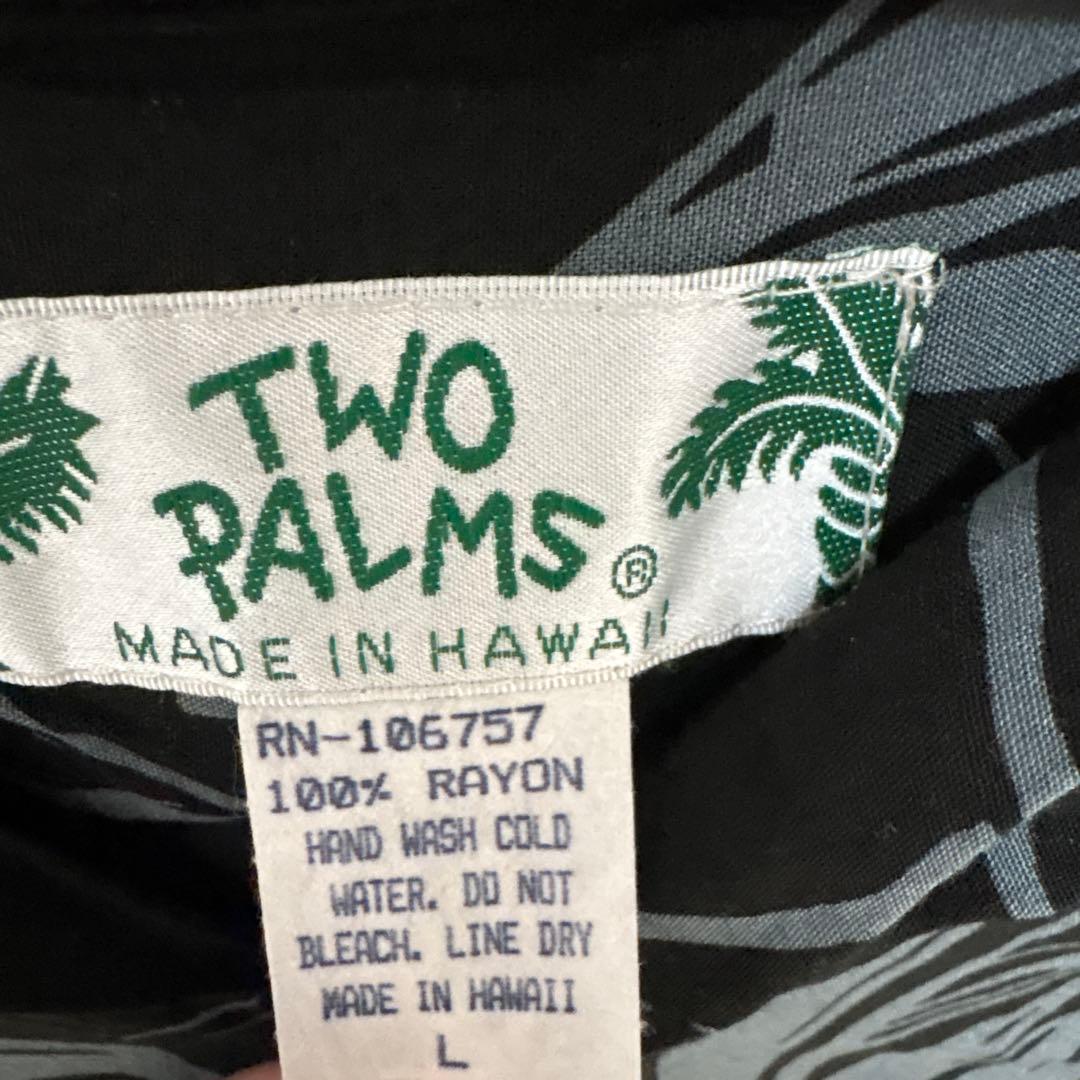 TWO
PALMS®
MADE IN HAWAII
RN-106757
100% RAYON
HAND WASH COLD
WATER. DO NOT
BLEACH. LINE DRY
MADE IN HAWAII
L